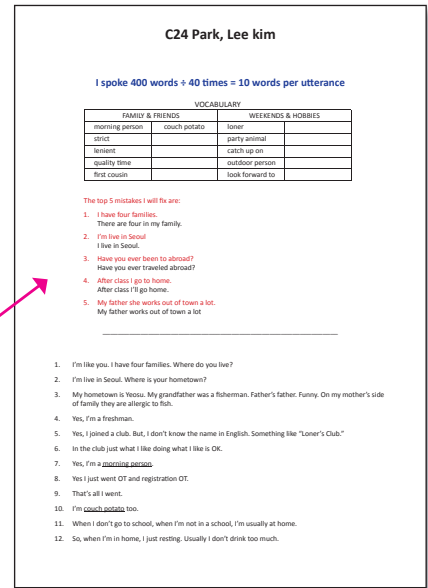 C24 Park, Lee kim
I spoke 400 words ÷ 40 times = 10 words per utterance
VOCABULARY
FAMILY & FRIENDS WEEKENDS & HOBBIES
morning person couch potato loner
strict party animal
lenient catch up on
quality time outdoor person
first cousin look forward to
The top 5 mistakes I will fix are:
1. I have four families.
There are four in my family.
2. I'm live in Seoul
I live in Seoul.
3. Have you ever been to abroad?
Have you ever traveled abroad?
4. After class I go to home.
After class I'll go home.
5. My father she works out of town a lot.
My father works out of town a lot
1. I'm like you. I have four families. Where do you live?
2. I'm live in Seoul. Where is your hometown?
3. My hometown is Yeosu. My grandfather was a fisherman. Father's father. Funny. On my mother's side
of family they are allergic to fish.
4. Yes, I'm a freshman.
5. Yes, I joined a club. But, I don't know the name in English. Something like "Loner's Club."
6. In the club just what I like doing what I like is OK.
7. Yes, I'm a morning person.
8. Yes I just went OT and registration OT.
9. That's all I went.
10. I'm couch potato too.
11. When I don't go to school, when I'm not in a school, I'm usually at home.
12. So, when I'm in home, I just resting. Usually I don't drink too much.